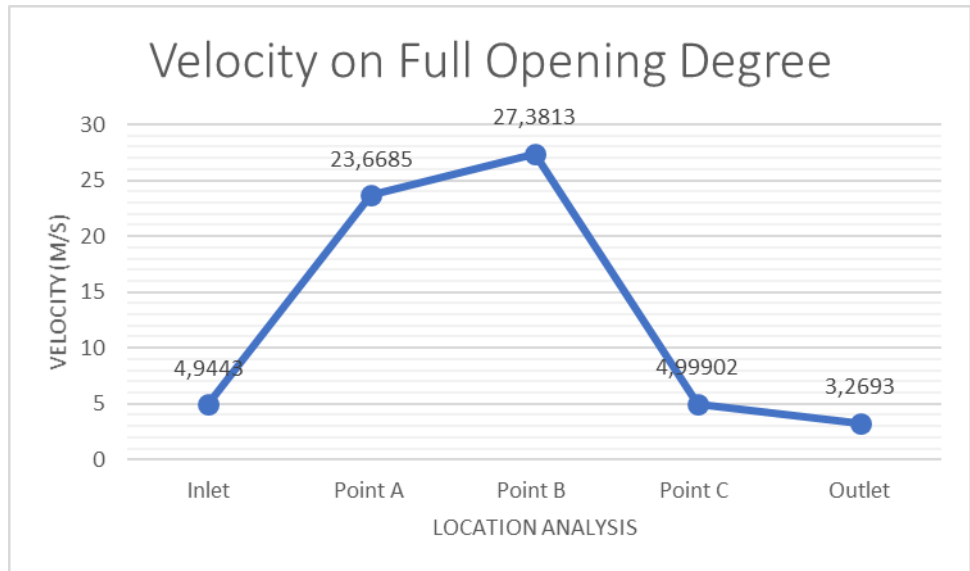 Velocity on Full Opening Degree
30
25
20
15
10
5
0
VELOCITY (M/S)
4,9443
23,6685
27,3813
4,99902
3,2693
Inlet
Point A
Point B
Point C
Outlet
LOCATION ANALYSIS